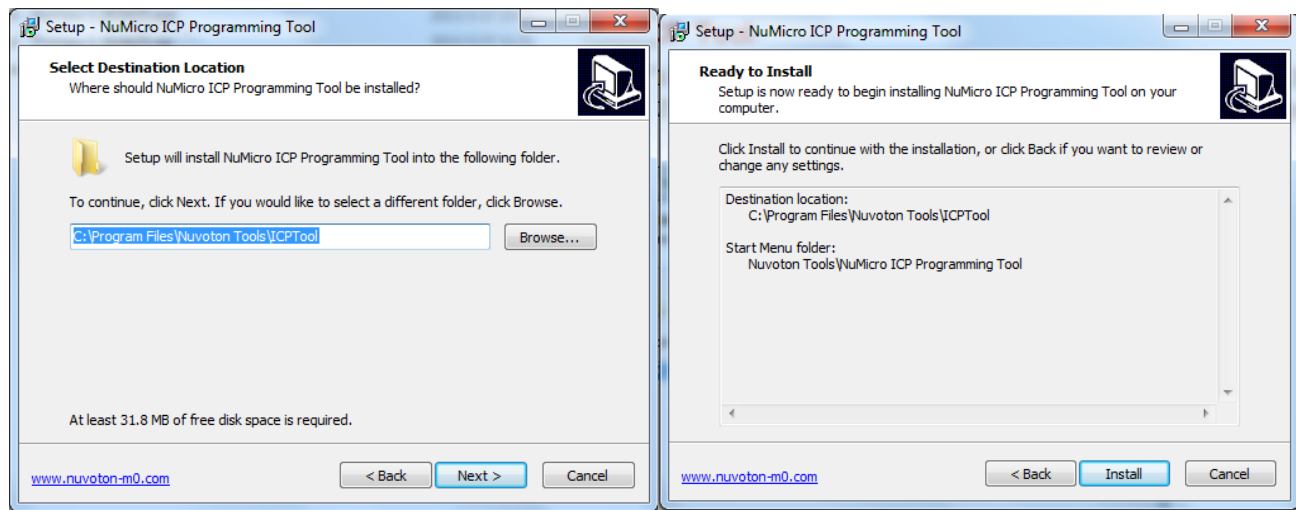 Setup - NuMicro ICP Programming Tool
Select Destination Location
Where should NuMicro ICP Programming Tool be installed?
Setup will install NuMicro ICP Programming Tool into the following folder.
To continue, click Next. If you would like to select a different folder, click Browse.
C:\Program Files\Nuvoton Tools\ICPTool
Browse...
At least 31.8 MB of free disk space is required.
www.nuvoton-m0.com
< Back
Next >
Cancel
Setup - NuMicro ICP Programming Tool
Ready to Install
Setup is now ready to begin installing NuMicro ICP Programming Tool on your
computer.
Click Install to continue with the installation, or click Back if you want to review or
change any settings.
Destination location:
C:\Program Files\Nuvoton Tools\ICPTool
Start Menu folder:
Nuvoton Tools\NuMicro ICP Programming Tool
www.nuvoton-m0.com
< Back
Install
Cancel